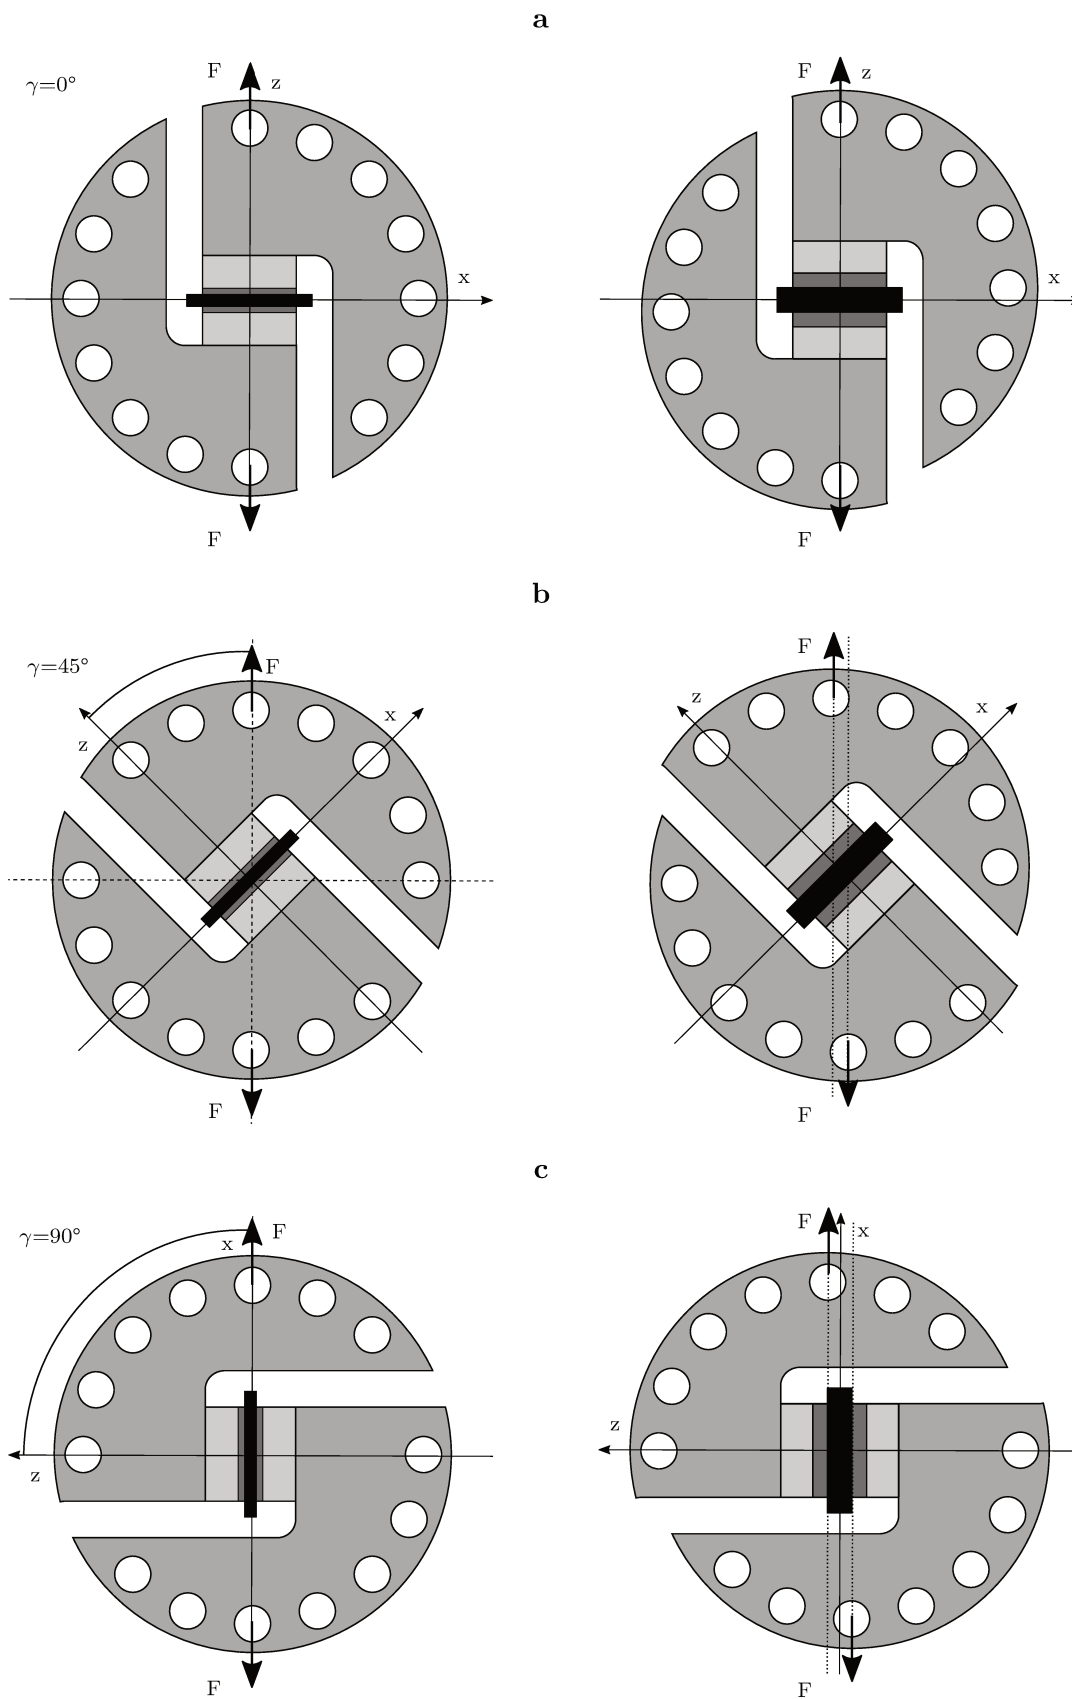 a
F z F z
γ=0°
x x
F F
b
F
γ=45° F
z x z x
F F
c
F x F x
γ=90°
z z
F F